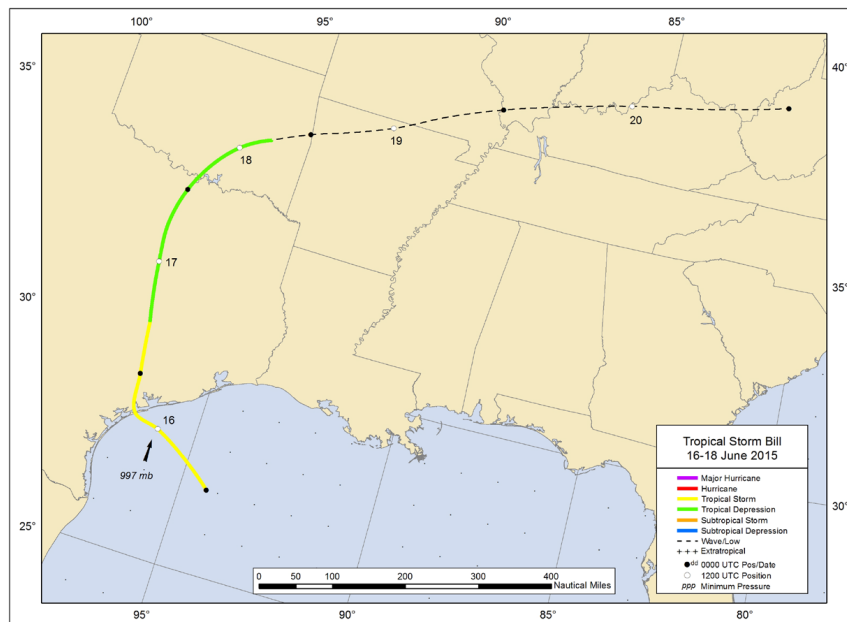 100°
95°
90°
85°
35°
40°
20
19
18
17
30°
35°
16
997 mb
Tropical Storm Bill
16-18 June 2015
Major Hurricane
Hurricane
Tropical Storm
Tropical Depression
Subtropical Storm
Subtropical Depression
Wave/Low
+++ Extratropical
dd 0000 UTC Pos/Date
1200 UTC Position
ppp Minimum Pressure
25°
30°
0 50 100 200 300 400
Nautical Miles
95°
90°
85°
80°